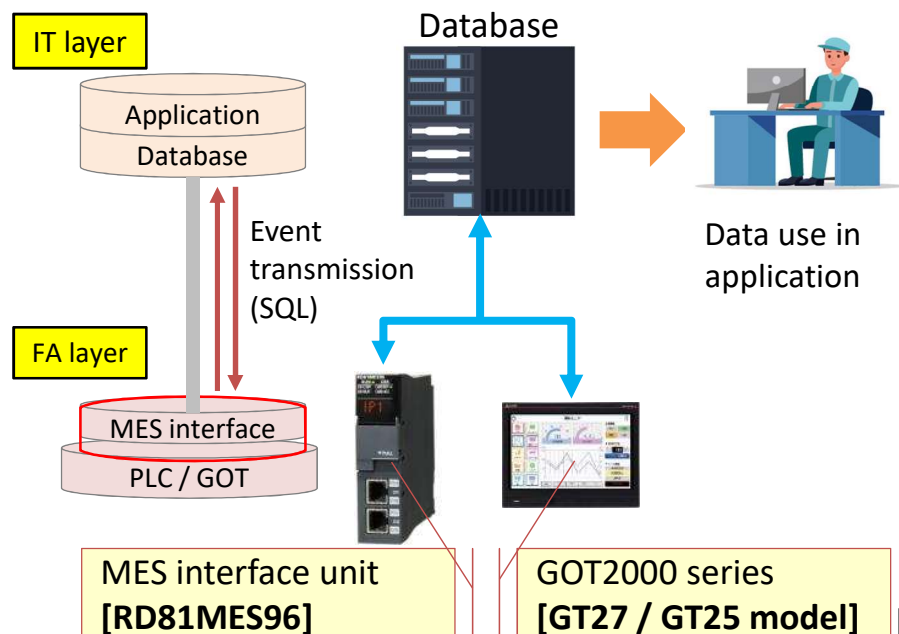 Database
IT layer
Application
Database
Event
transmission
(SQL)
Data use in
application
FA layer
MES interface
PLC / GOT
MES interface unit
[RD81MES96]
GOT2000 series
[GT27 / GT25 model]